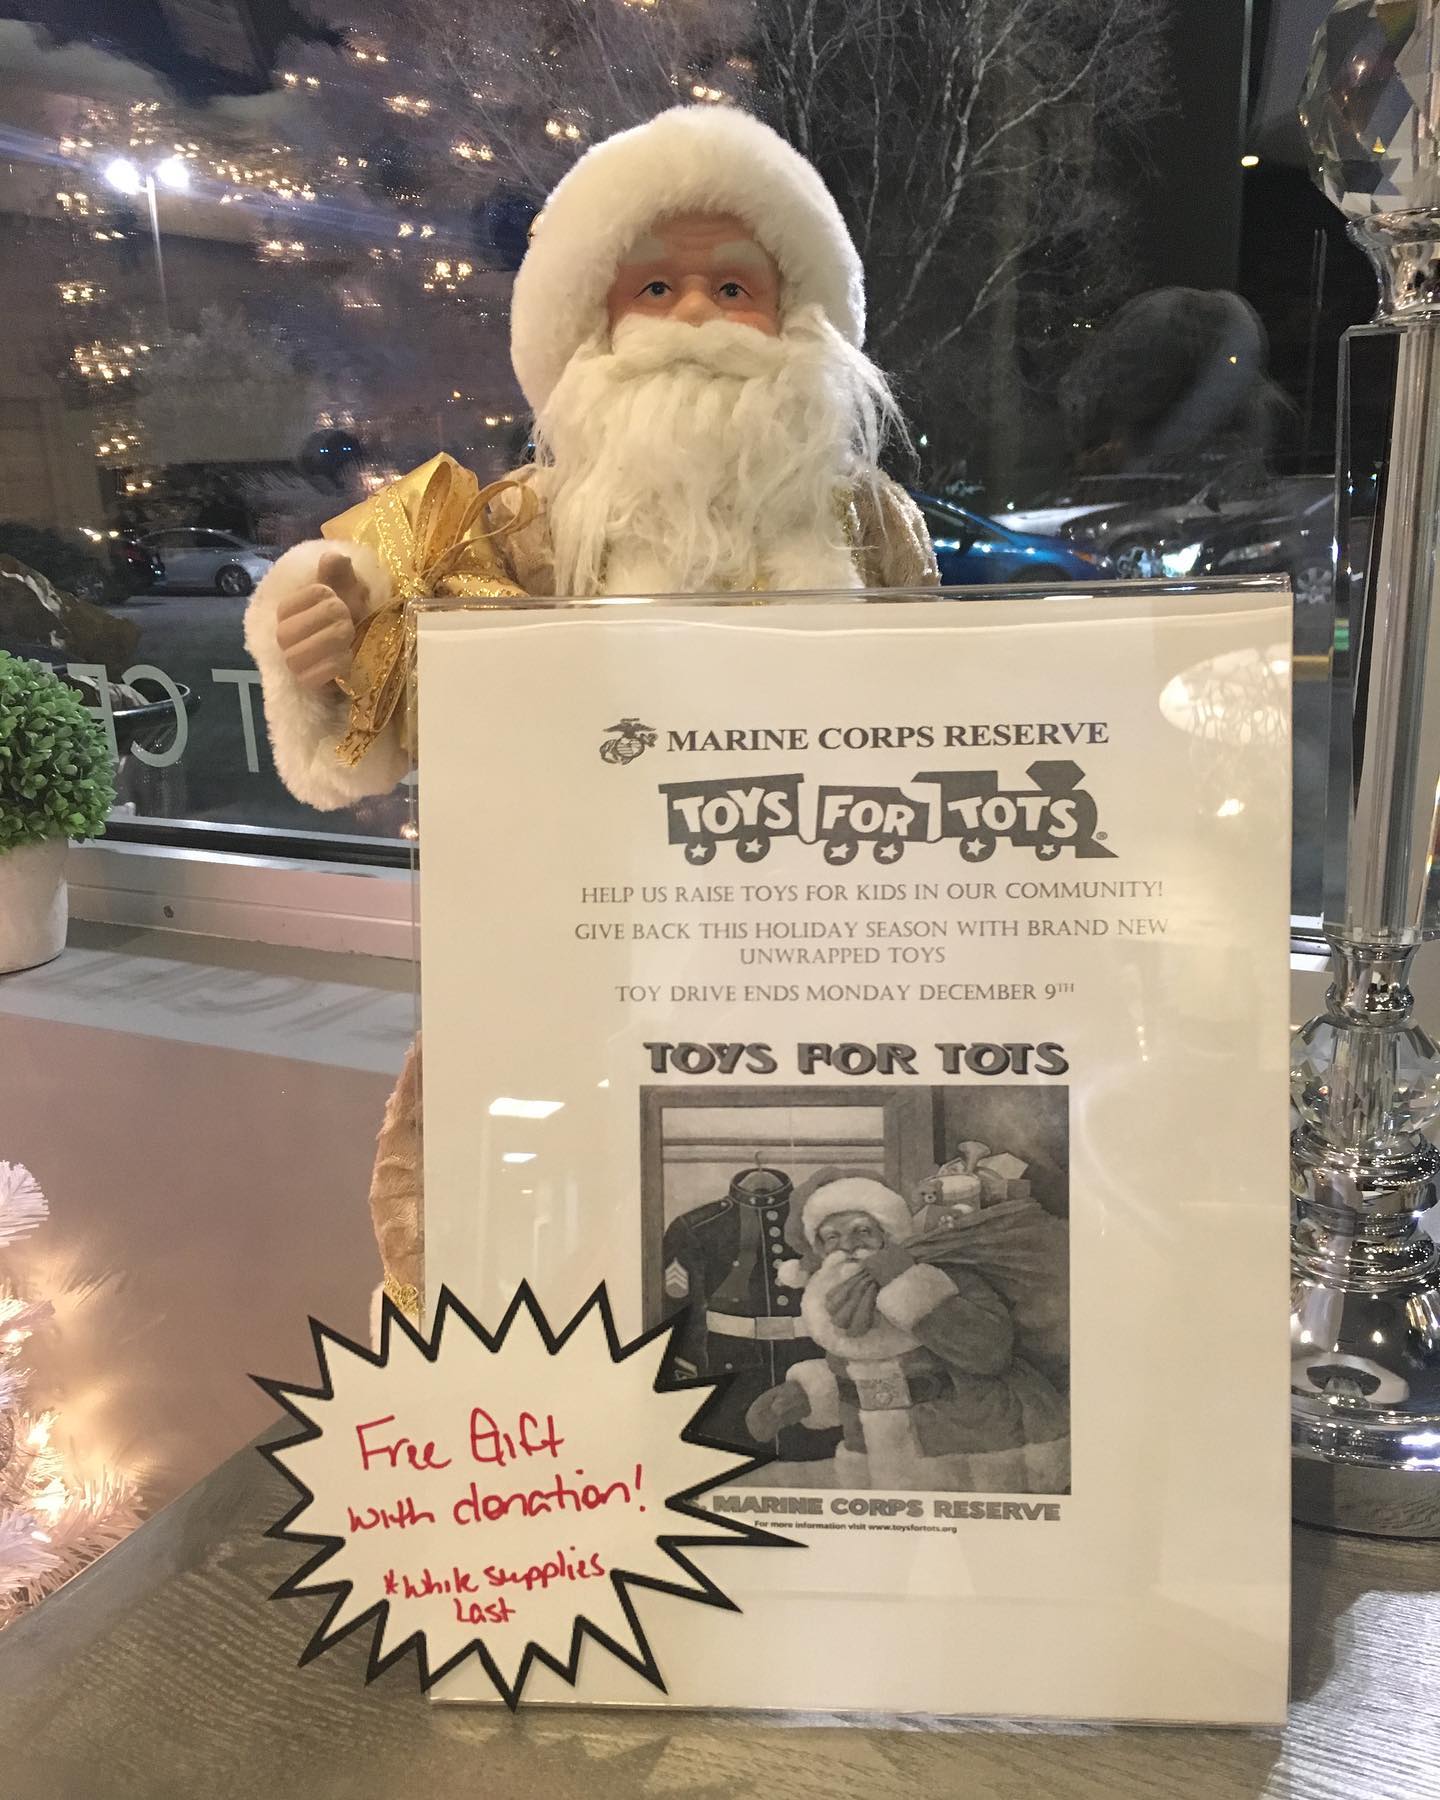 MARINE CORPS RESERVE
TOYS FOR TOTS ®
HELP US RAISE TOYS FOR KIDS IN OUR COMMUNITY!
GIVE BACK THIS HOLIDAY SEASON WITH BRAND NEW
UNWRAPPED TOYS
TOY DRIVE ENDS MONDAY DECEMBER 9TH
TOYS FOR TOTS
MARINE CORPS RESERVE
For more information visit www.toysfortots.org
Free Gift
with donation!
*While supplies
Last